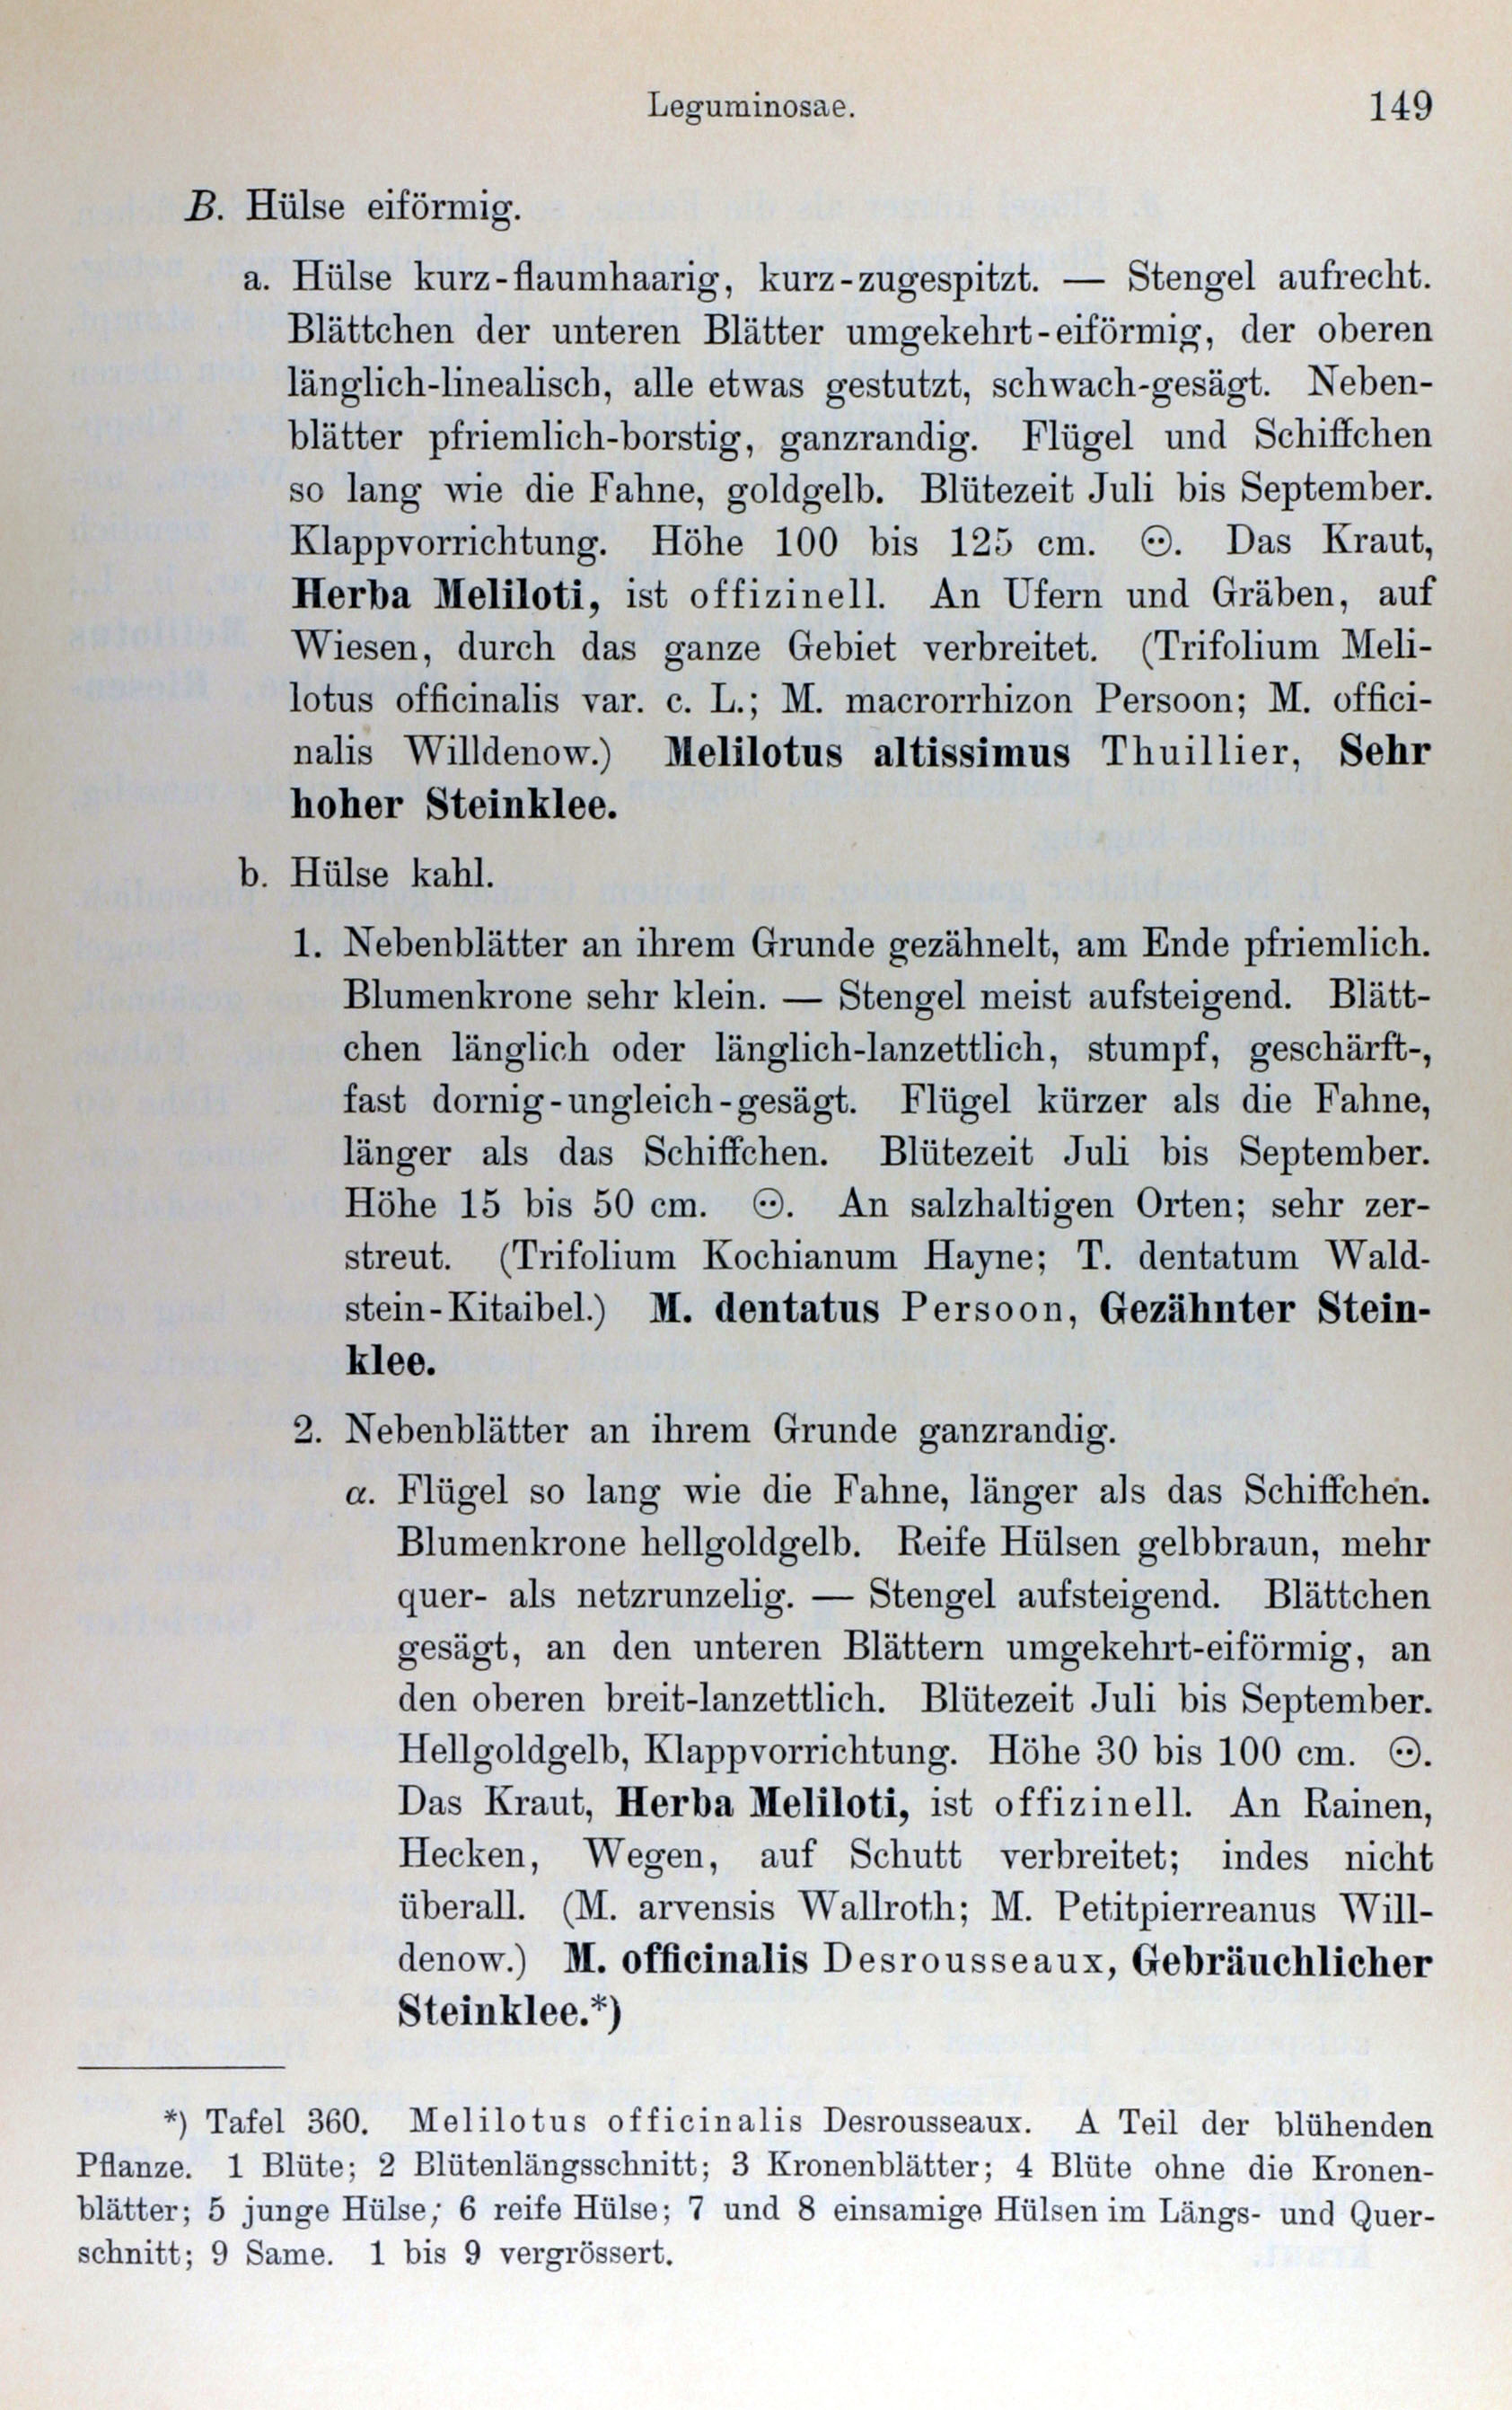 Leguminosae. 149
B. Hülse eiförmig.
a. Hülse kurz-flaumhaarig, kurz-zugespitzt. — Stengel aufrecht.
Blättchen der unteren Blätter umgekehrt-eiförmig, der oberen
länglich-linealisch, alle etwas gestutzt, schwach-gesägt. Neben-
blätter pfriemlich-borstig, ganzrandig. Flügel und Schiffchen
so lang wie die Fahne, goldgelb. Blütezeit Juli bis September.
Klappvorrichtung. Höhe 100 bis 125 cm. ⊙. Das Kraut,
Herba Meliloti, ist offizinell. An Ufern und Gräben, auf
Wiesen, durch das ganze Gebiet verbreitet. (Trifolium Meli-
lotus officinalis var. c. L.; M. macrorrhizon Persoon; M. offici-
nalis Willdenow.) Melilotus altissimus Thuillier, Sehr
hoher Steinklee.
b. Hülse kahl.
1. Nebenblätter an ihrem Grunde gezähnelt, am Ende pfriemlich.
Blumenkrone sehr klein. — Stengel meist aufsteigend. Blätt-
chen länglich oder länglich-lanzettlich, stumpf, geschärft-,
fast dornig-ungleich-gesägt. Flügel kürzer als die Fahne,
länger als das Schiffchen. Blütezeit Juli bis September.
Höhe 15 bis 50 cm. ⊙. An salzhaltigen Orten; sehr zer-
streut. (Trifolium Kochianum Hayne; T. dentatum Wald-
stein-Kitaibel.) M. dentatus Persoon, Gezähnter Stein-
klee.
2. Nebenblätter an ihrem Grunde ganzrandig.
α. Flügel so lang wie die Fahne, länger als das Schiffchen.
Blumenkrone hellgoldgelb. Reife Hülsen gelbbraun, mehr
quer- als netzrunzelig. — Stengel aufsteigend. Blättchen
gesägt, an den unteren Blättern umgekehrt-eiförmig, an
den oberen breit-lanzettlich. Blütezeit Juli bis September.
Hellgoldgelb, Klappvorrichtung. Höhe 30 bis 100 cm. ⊙.
Das Kraut, Herba Meliloti, ist offizinell. An Rainen,
Hecken, Wegen, auf Schutt verbreitet; indes nicht
überall. (M. arvensis Wallroth; M. Petitpierreanus Will-
denow.) M. officinalis Desrousseaux, Gebräuchlicher
Steinklee.*)
*) Tafel 360. Melilotus officinalis Desrousseaux. A Teil der blühenden
Pflanze. 1 Blüte; 2 Blütenlängsschnitt; 3 Kronenblätter; 4 Blüte ohne die Kronen-
blätter; 5 junge Hülse; 6 reife Hülse; 7 und 8 einsamige Hülsen im Längs- und Quer-
schnitt; 9 Same. 1 bis 9 vergrössert.